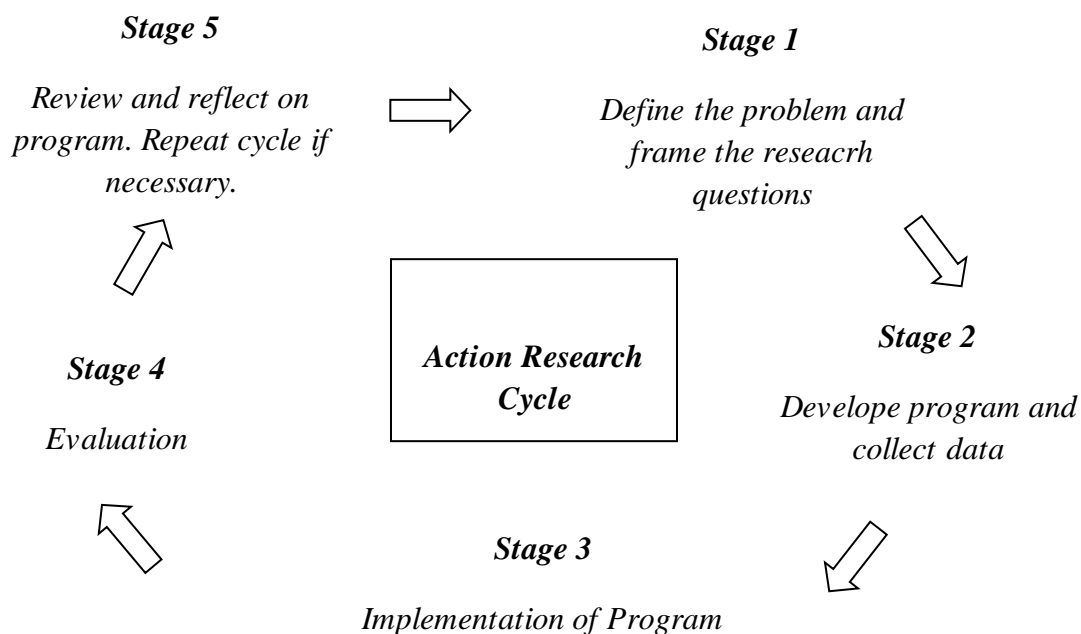 Stage 5
Review and reflect on
program. Repeat cycle if
necessary.
Stage 1
Define the problem and
frame the reseacrh
questions
Stage 2
Develope program and
collect data
Action Research
Cycle
Stage 4
Evaluation
Stage 3
Implementation of Program